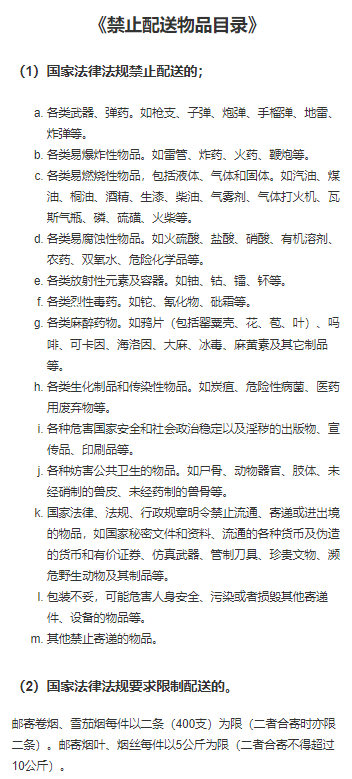 《禁止配送物品目录》
（1）国家法律法规禁止配送的；
a. 各类武器、弹药。如枪支、子弹、炮弹、手榴弹、地雷、
炸弹等。
b. 各类易爆炸性物品。如雷管、炸药、火药、鞭炮等。
c. 各类易燃烧性物品，包括液体、气体和固体。如汽油、煤
油、桐油、酒精、生漆、柴油、气雾剂、气体打火机、瓦
斯气瓶、磷、硫磺、火柴等。
d. 各类易腐蚀性物品。如火硫酸、盐酸、硝酸、有机溶剂、
农药、双氧水、危险化学品等。
e. 各类放射性元素及容器。如铀、钴、镭、钚等。
f. 各类烈性毒药。如铊、氰化物、砒霜等。
g. 各类麻醉药物。如鸦片（包括罂粟壳、花、苞、叶）、吗
啡、可卡因、海洛因、大麻、冰毒、麻黄素及其它制品
等。
h. 各类生化制品和传染性物品。如炭疽、危险性病菌、医药
用废弃物等。
i. 各种危害国家安全和社会政治稳定以及淫秽的出版物、宣
传品、印刷品等。
j. 各种妨害公共卫生的物品。如尸骨、动物器官、肢体、未
经硝制的兽皮、未经药制的兽骨等。
k. 国家法律、法规、行政规章明令禁止流通、寄递或进出境
的物品，如国家秘密文件和资料、流通的各种货币及伪造
的货币和有价证券、仿真武器、管制刀具、珍贵文物、濒
危野生动物及其制品等。
l. 包装不妥，可能危害人身安全、污染或者损毁其他寄递
件、设备的物品等。
m. 其他禁止寄递的物品。
（2）国家法律法规要求限制配送的。
邮寄卷烟、雪茄烟每件以二条（400支）为限（二者合寄时亦限
二条）。邮寄烟叶、烟丝每件以5公斤为限（二者合寄不得超过
10公斤）。